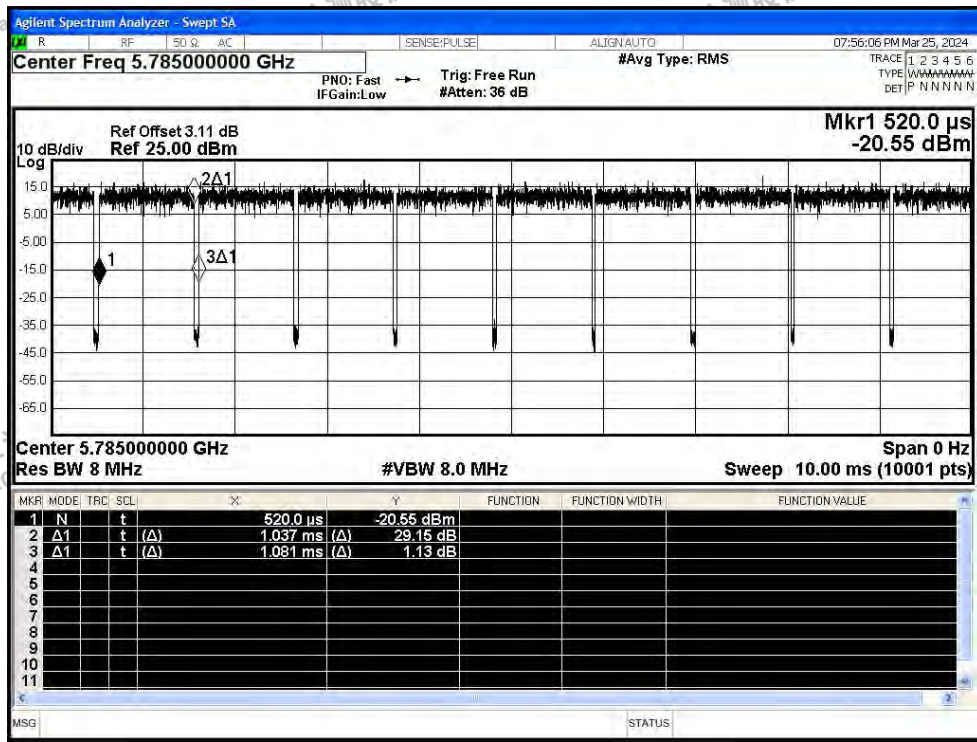 Agilent Spectrum Analyzer - Swept SA
R RF 50 Ω AC SENSE:PULSE ALIGN AUTO 07:56:06 PM Mar 25, 2024
Center Freq 5.785000000 GHz
#Avg Type: RMS
TRACE 1 2 3 4 5 6
PNO: Fast
Trig: Free Run
TYPE
IFGain:Low
#Atten: 36 dB
DET P N N N N N
Mkr1 520.0 µs
Ref Offset 3.11 dB
10 dB/div Ref 25.00 dBm
-20.55 dBm
Log
15.0
2Δ1
5.00
-5.00
1
3Δ1
-15.0
-25.0
-35.0
-45.0
-55.0
-65.0
Center 5.785000000 GHz Span 0 Hz
Res BW 8 MHz #VBW 8.0 MHz Sweep 10.00 ms (10001 pts)
MKR MODE TRC SCL X Y FUNCTION FUNCTION WIDTH FUNCTION VALUE
1 N t 520.0 µs -20.55 dBm
2 Δ1 t (Δ) 1.037 ms (Δ) 29.15 dB
3 Δ1 t (Δ) 1.081 ms (Δ) 1.13 dB
4
5
6
7
8
9
10
11
MSG STATUS